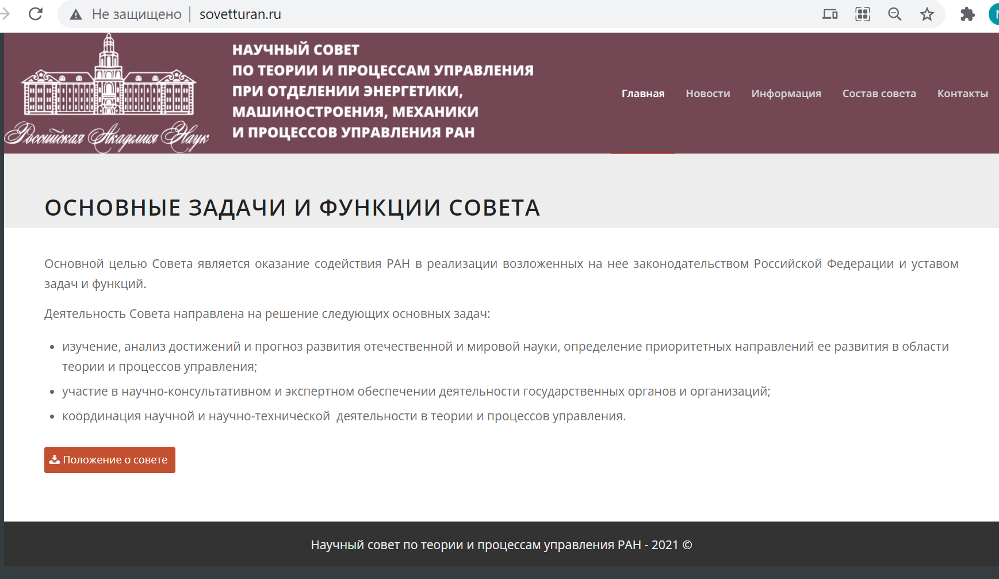 Не защищено
sovetturan.ru
Российская Академия Наук
НАУЧНЫЙ СОВЕТ
ПО ТЕОРИИ И ПРОЦЕССАМ УПРАВЛЕНИЯ
ПРИ ОТДЕЛЕНИИ ЭНЕРГЕТИКИ,
МАШИНОСТРОЕНИЯ, МЕХАНИКИ
И ПРОЦЕССОВ УПРАВЛЕНИЯ РАН
Главная Новости Информация Состав совета Контакты
ОСНОВНЫЕ ЗАДАЧИ И ФУНКЦИИ СОВЕТА
Основной целью Совета является оказание содействия РАН в реализации возложенных на нее законодательством Российской Федерации и уставом
задач и функций.
Деятельность Совета направлена на решение следующих основных задач:
• изучение, анализ достижений и прогноз развития отечественной и мировой науки, определение приоритетных направлений ее развития в области
теории и процессов управления;
• участие в научно-консультативном и экспертном обеспечении деятельности государственных органов и организаций;
• координация научной и научно-технической деятельности в теории и процессов управления.
Положение о совете
Научный совет по теории и процессам управления РАН - 2021 ©